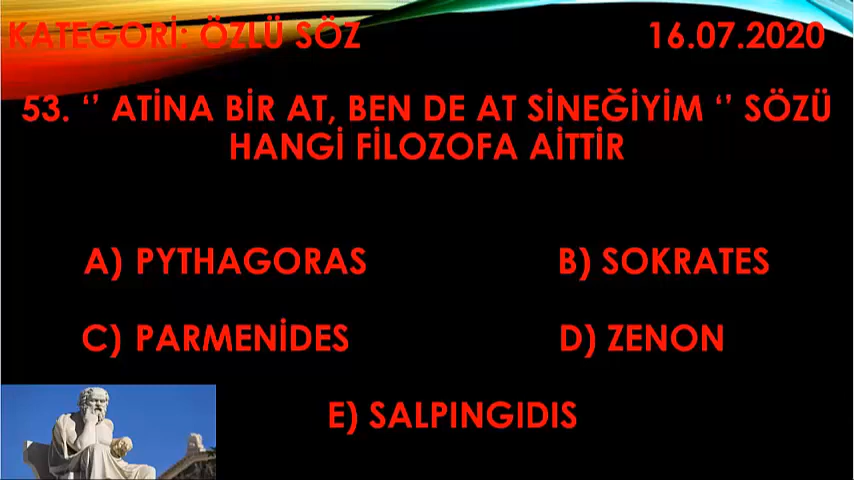 KATEGORİ: ÖZLÜ SÖZ 16.07.2020
53. ‘’ ATİNA BİR AT, BEN DE AT SİNEĞİYİM ‘’ SÖZÜ
HANGİ FİLOZOFA AİTTİR
A) PYTHAGORAS B) SOKRATES
C) PARMENİDES D) ZENON
E) SALPINGIDIS